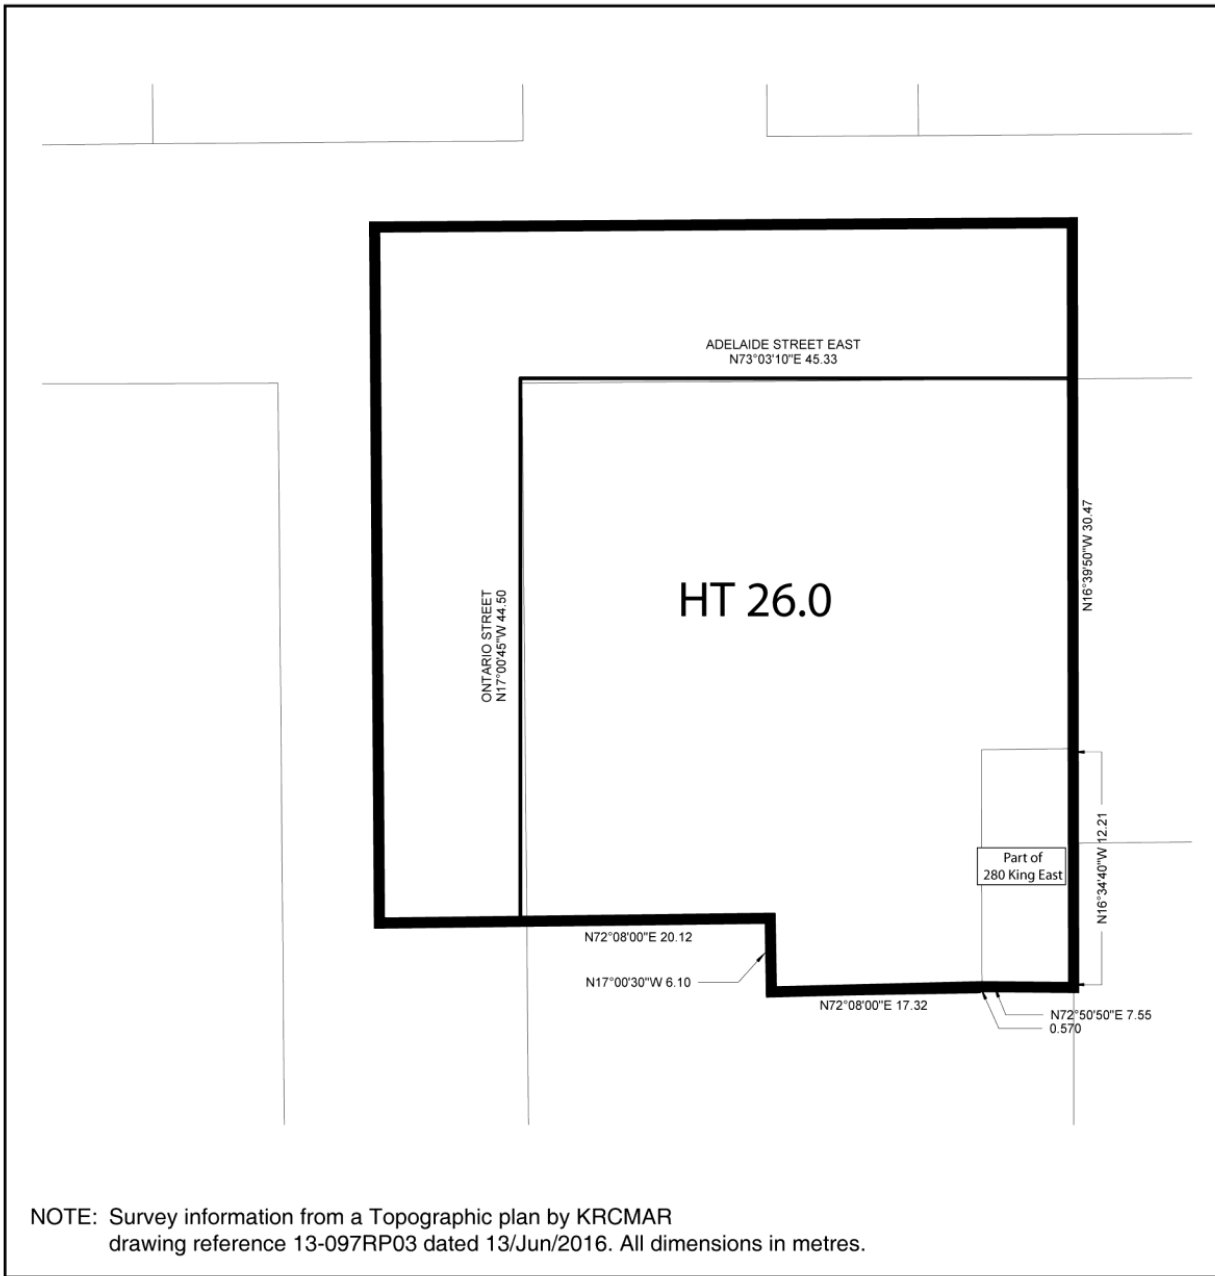 ADELAIDE STREET EAST
N73°03'10"E 45.33
ONTARIO STREET
N17°00'45"W 44.50
HT 26.0
N16°39'50"W 30.47
Part of
280 King East
N16°34'40"W 12.21
N72°08'00"E 20.12
N17°00'30"W 6.10
N72°08'00"E 17.32
N72°50'50"E 7.55
0.570
NOTE: Survey information from a Topographic plan by KRCMAR
drawing reference 13-097RP03 dated 13/Jun/2016. All dimensions in metres.